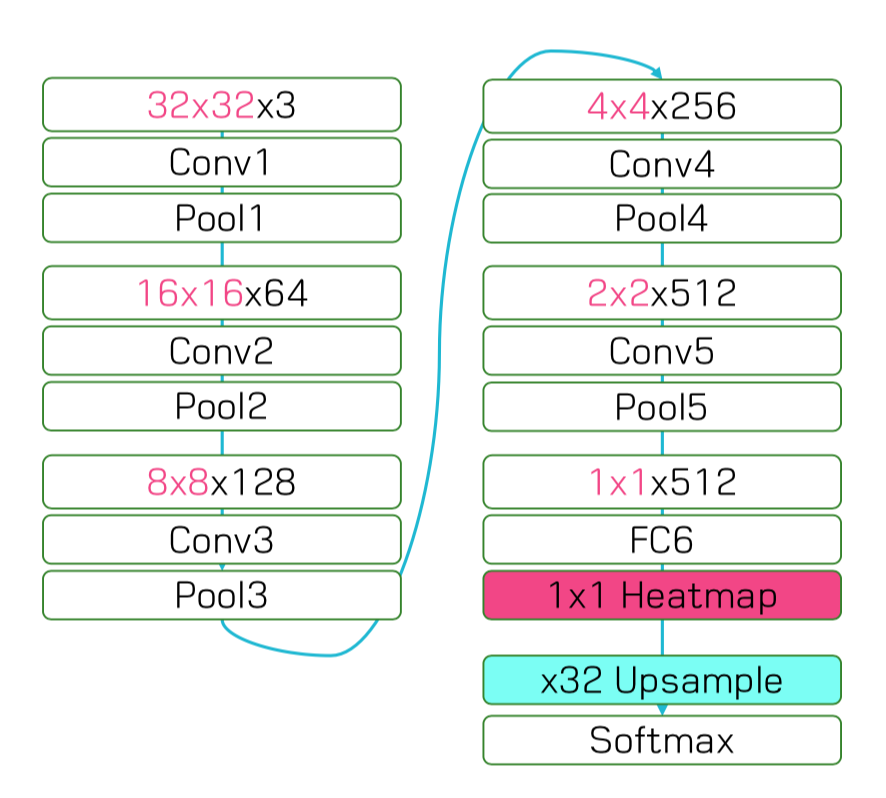 32x32x3
Conv1
Pool1
16x16x64
Conv2
Pool2
8x8x128
Conv3
Pool3
4x4x256
Conv4
Pool4
2x2x512
Conv5
Pool5
1x1x512
FC6
1x1 Heatmap
x32 Upsample
Softmax